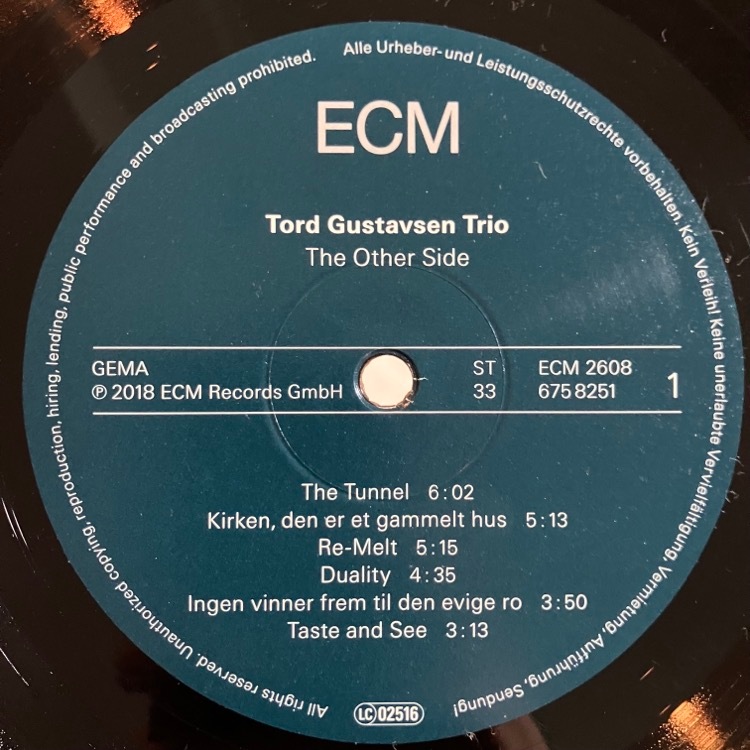 All rights reserved. Unauthorized copying, reproduction, hiring, lending, public performance and broadcasting prohibited.
Alle Urheber- und Leistungsschutzrechte vorbehalten. Kein Verleih! Keine unerlaubte Vervielfältigung, Vermietung, Aufführung, Sendung!
ECM
Tord Gustavsen Trio
The Other Side
GEMA ST ECM 2608
℗ 2018 ECM Records GmbH 33 675 8251 1
The Tunnel 6:02
Kirken, den er et gammelt hus 5:13
Re-Melt 5:15
Duality 4:35
Ingen vinner frem til den evige ro 3:50
Taste and See 3:13
LC 02516